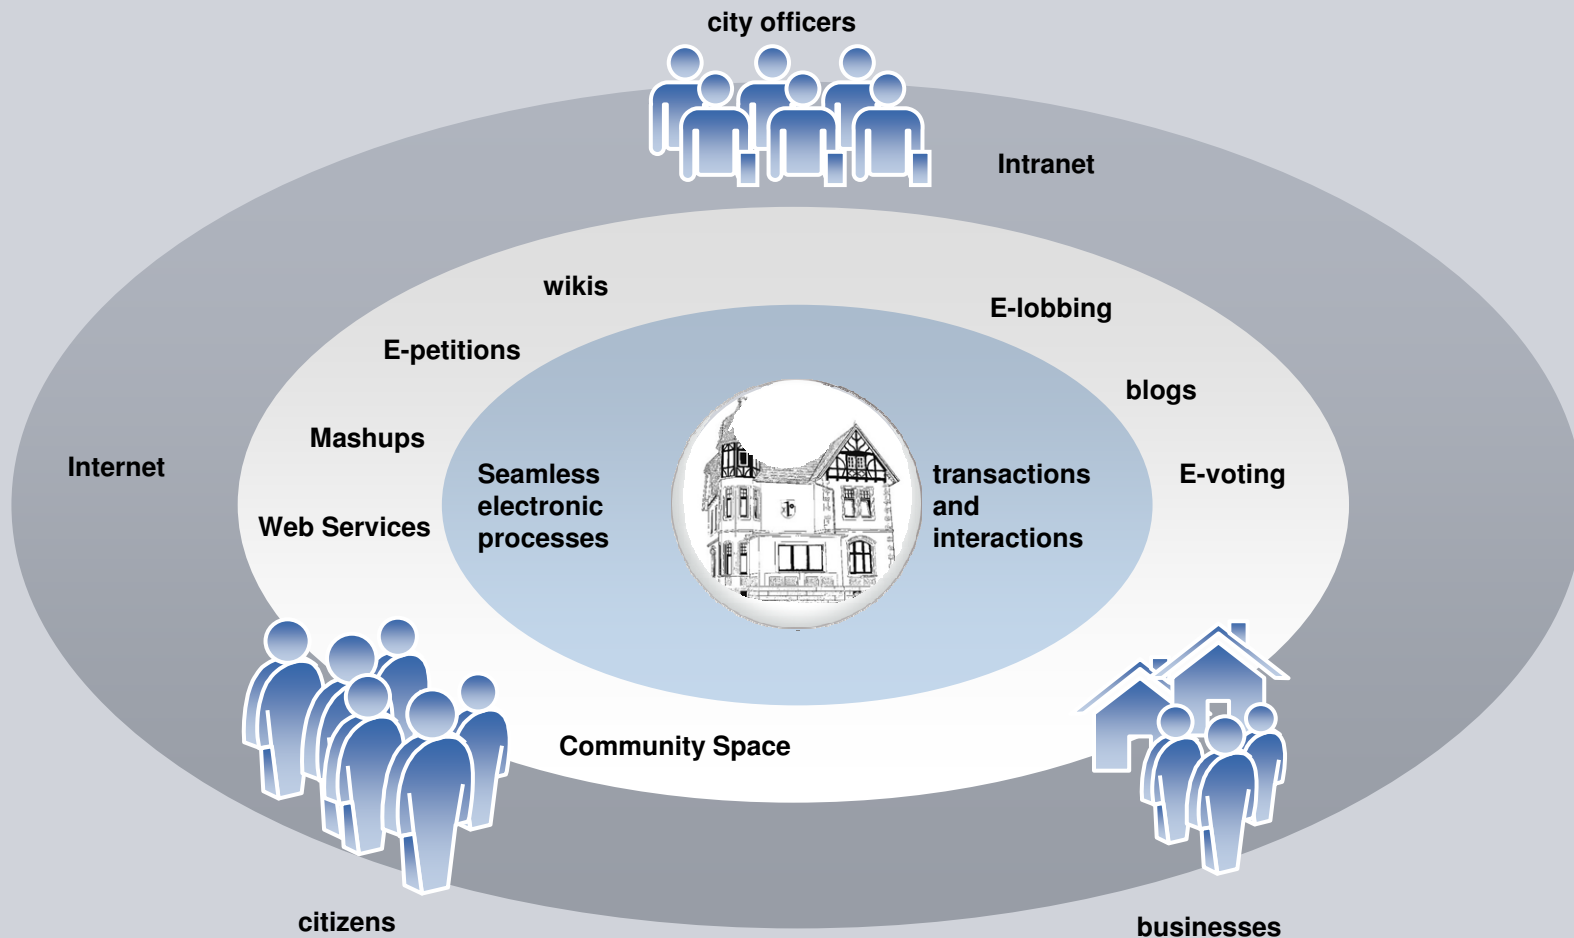 city officers
Intranet
wikis
E-lobbing
E-petitions
blogs
Mashups
Internet
Seamless
electronic
processes
transactions
and
interactions
E-voting
Web Services
Community Space
citizens
businesses